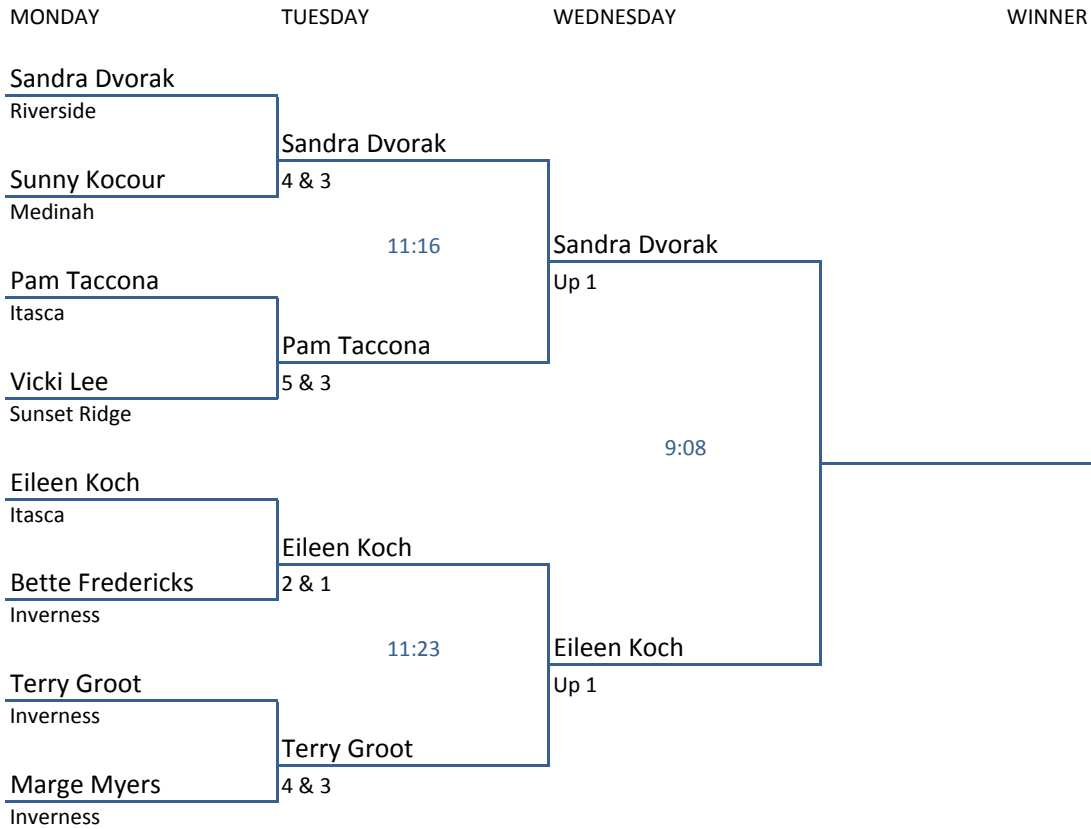 MONDAY TUESDAY WEDNESDAY WINNER
Sandra Dvorak
Riverside
Sandra Dvorak
Sunny Kocour
4 & 3
Medinah
11:16
Sandra Dvorak
Pam Taccona
Up 1
Itasca
Pam Taccona
Vicki Lee
5 & 3
Sunset Ridge
9:08
Eileen Koch
Itasca
Eileen Koch
Bette Fredericks
2 & 1
Inverness
11:23
Eileen Koch
Terry Groot
Up 1
Inverness
Terry Groot
Marge Myers
4 & 3
Inverness